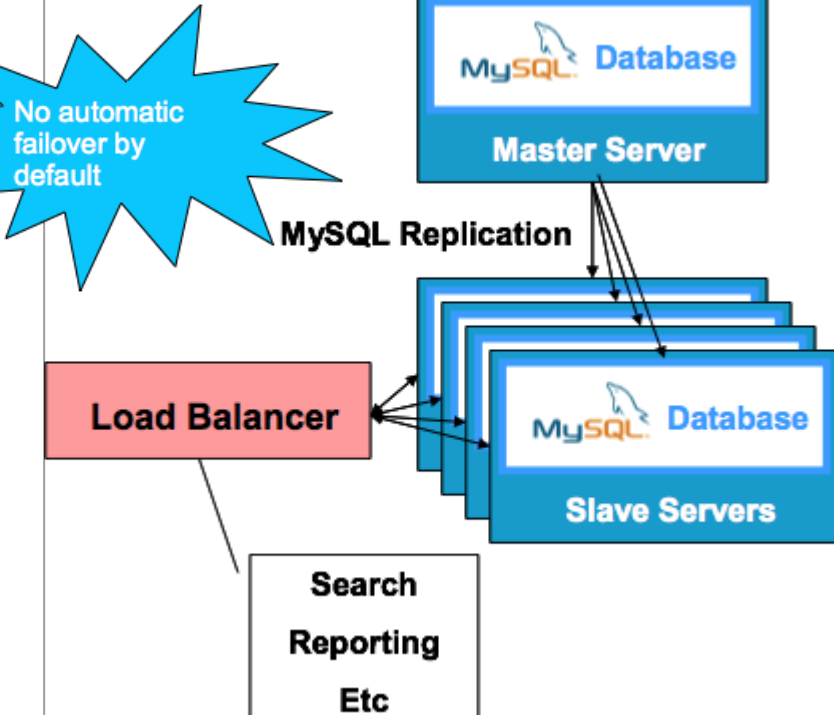 MySQL Database
Master Server
No automatic
failover by
default
MySQL Replication
Load Balancer
MySQL Database
Slave Servers
Search
Reporting
Etc